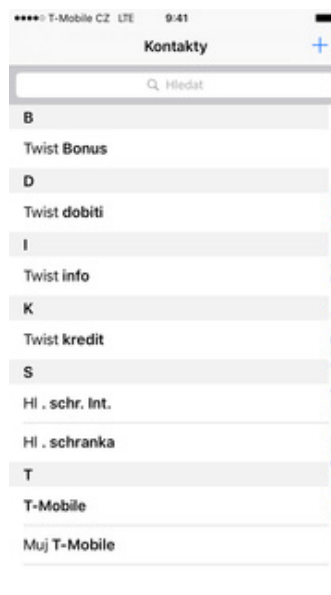 T-Mobile CZ LTE 9:41
Kontakty +
Hledat
B
Twist Bonus
D
Twist dobiti
I
Twist info
K
Twist kredit
S
Hl . schr. Int.
Hl . schranka
T
T-Mobile
Muj T-Mobile